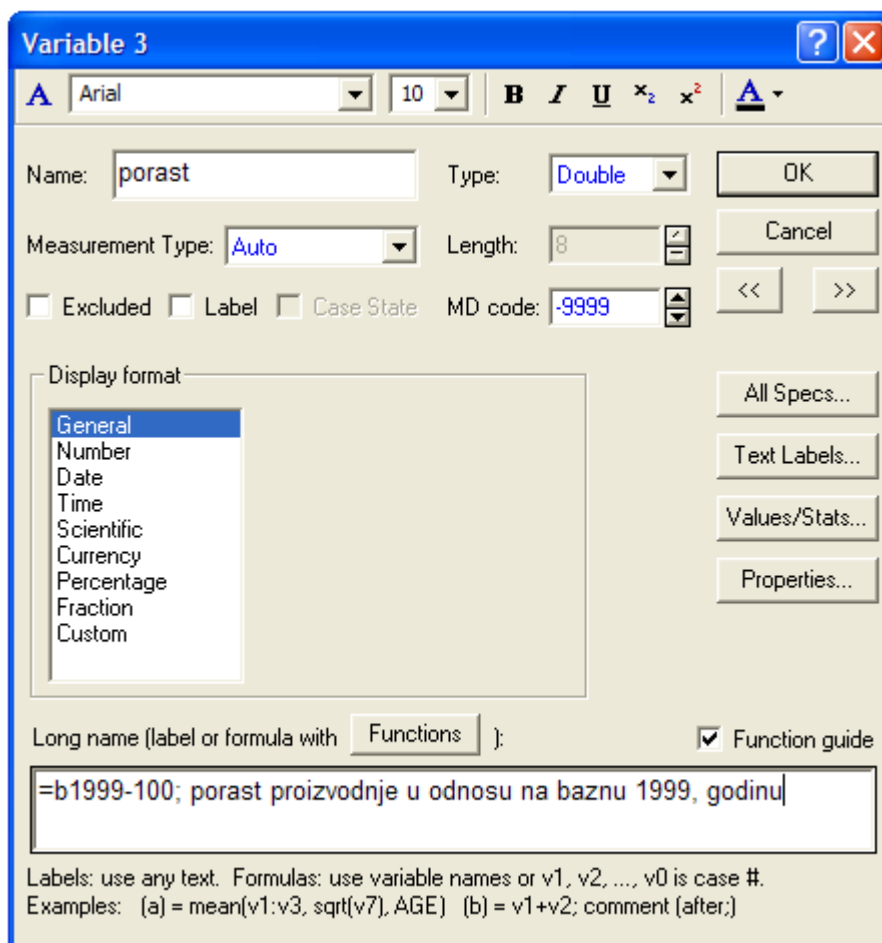 Variable 3
A Arial 10 B I U x₂ x² A
Name: porast Type: Double OK
Measurement Type: Auto Length: 8 Cancel
Excluded Label Case State MD code: -9999 << >>
Display format
General
Number
Date
Time
Scientific
Currency
Percentage
Fraction
Custom
All Specs...
Text Labels...
Values/Stats...
Properties...
Long name (label or formula with Functions ): Function guide
=b1999-100; porast proizvodnje u odnosu na baznu 1999, godinu
Labels: use any text. Formulas: use variable names or v1, v2, ..., v0 is case #.
Examples: (a) = mean(v1:v3, sqrt(v7), AGE) (b) = v1+v2; comment (after;)